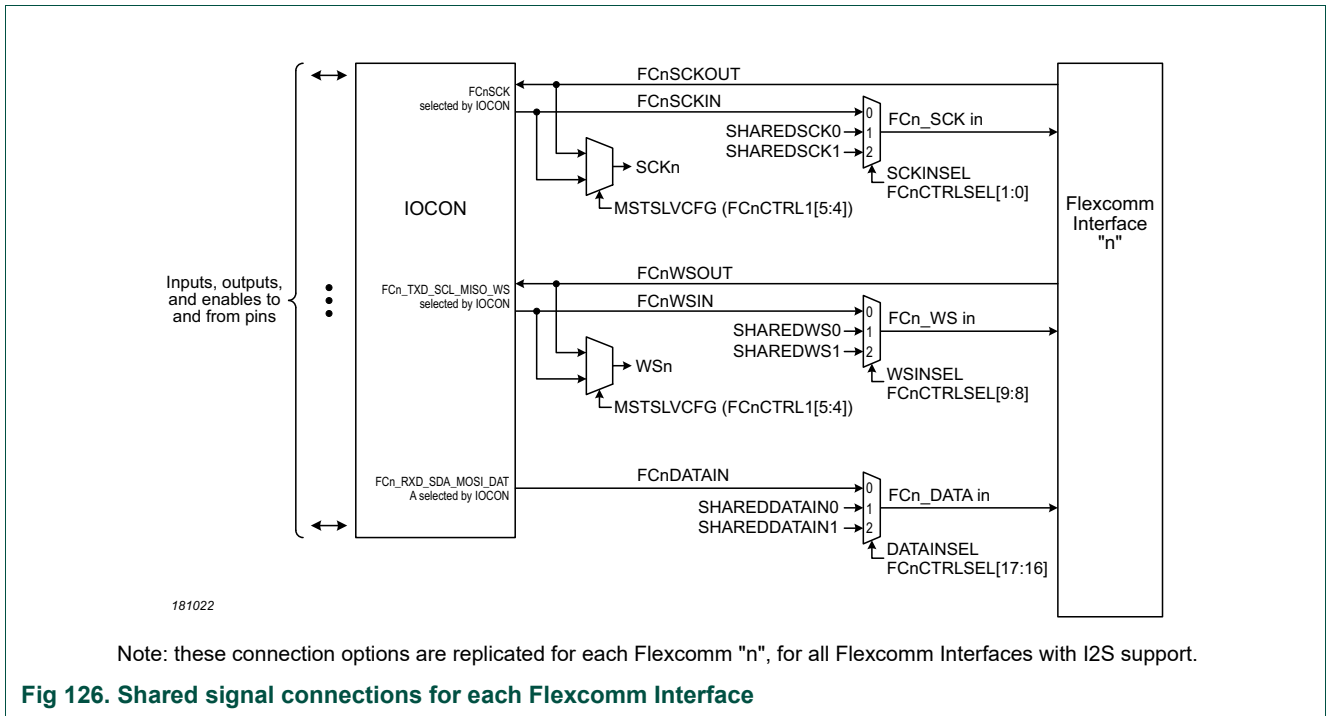 FCnSCKOUT
FCnSCK
selected by IOCON
FCnSCKIN
0
FCn_SCK in
SHAREDSCK0
1
SHAREDSCK1
2
SCKn
SCKINSEL
FCnCTRLSEL[1:0]
MSTSLVCFG (FCnCTRL1[5:4])
IOCON
Flexcomm
Interface
"n"
FCnWSOUT
Inputs, outputs,
and enables to
and from pins
FCn_TXD_SCL_MISO_WS
selected by IOCON
FCnWSIN
0
FCn_WS in
SHAREDWS0
1
SHAREDWS1
2
WSn
WSINSEL
FCnCTRLSEL[9:8]
MSTSLVCFG (FCnCTRL1[5:4])
FCnDATAIN
FCn_RXD_SDA_MOSI_DAT
A selected by IOCON
0
FCn_DATA in
SHAREDDATAIN0
1
SHAREDDATAIN1
2
DATAINSEL
FCnCTRLSEL[17:16]
181022
Note: these connection options are replicated for each Flexcomm "n", for all Flexcomm Interfaces with I2S support.
Fig 126. Shared signal connections for each Flexcomm Interface